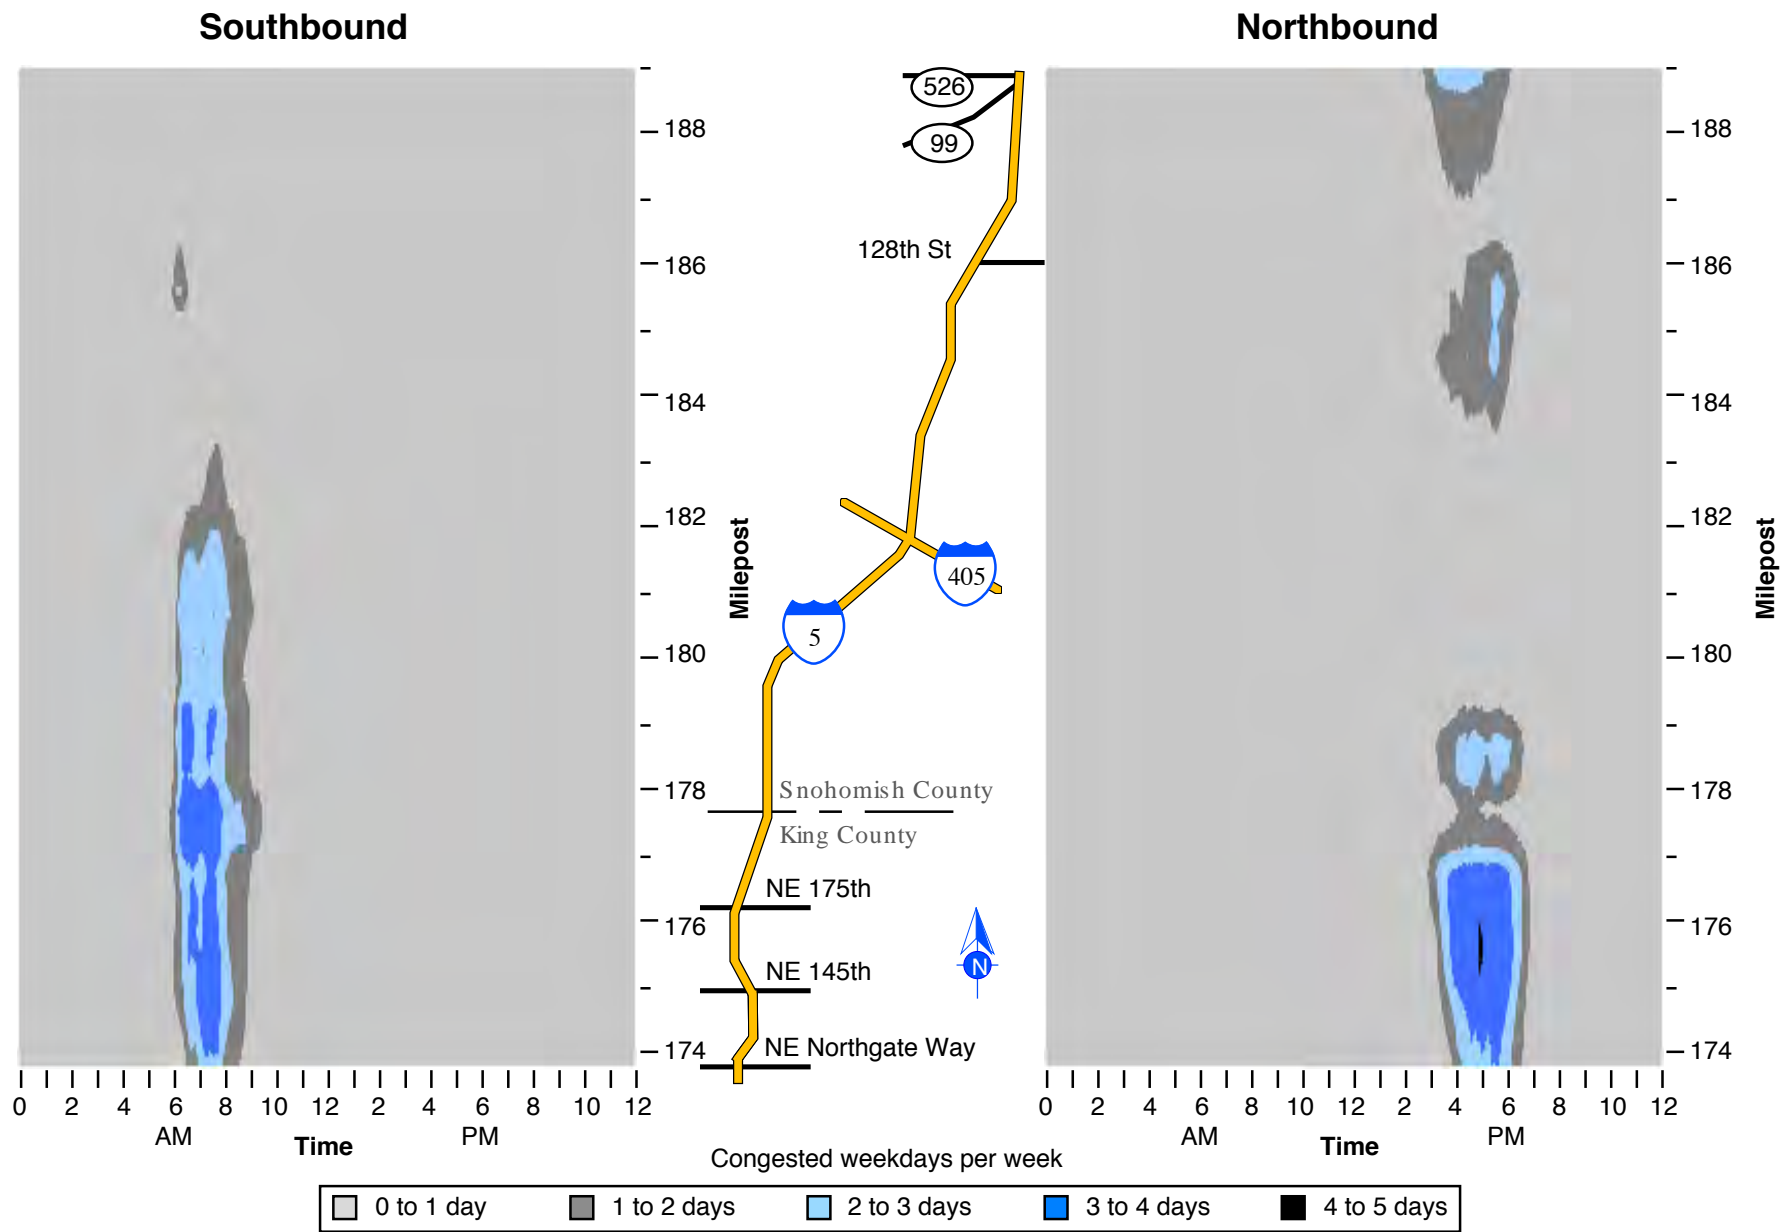 Southbound
Northbound
526
99
128th St
188
186
184
182
180
178
176
174
Milepost
405
5
Snohomish County
King County
NE 175th
NE 145th
N
NE Northgate Way
188
186
184
182
180
178
176
174
Milepost
0 2 4 6 8 10 12 2 4 6 8 10 12
AM Time PM
0 2 4 6 8 10 12 2 4 6 8 10 12
AM Time PM
Congested weekdays per week
0 to 1 day 1 to 2 days 2 to 3 days 3 to 4 days 4 to 5 days